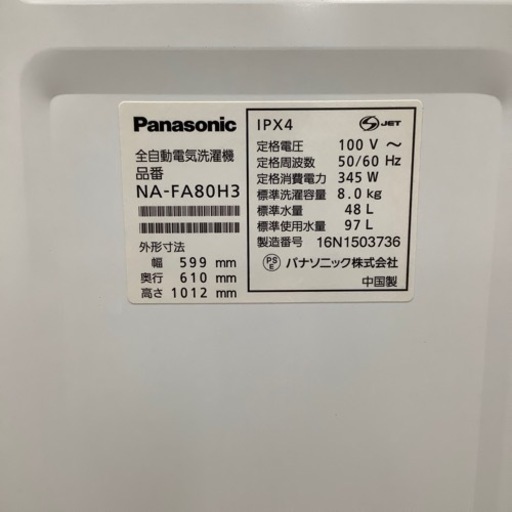 Panasonic
全自動電気洗濯機
品番
NA-FA80H3
外形寸法
幅 599 mm
奥行 610 mm
高さ 1012 mm
IPX4
S JET
定格電圧 100 V ～
定格周波数 50/60 Hz
定格消費電力 345 W
標準洗濯容量 8.0 kg
標準水量 48 L
標準使用水量 97 L
製造番号 16N1503736
PSE パナソニック株式会社
中国製